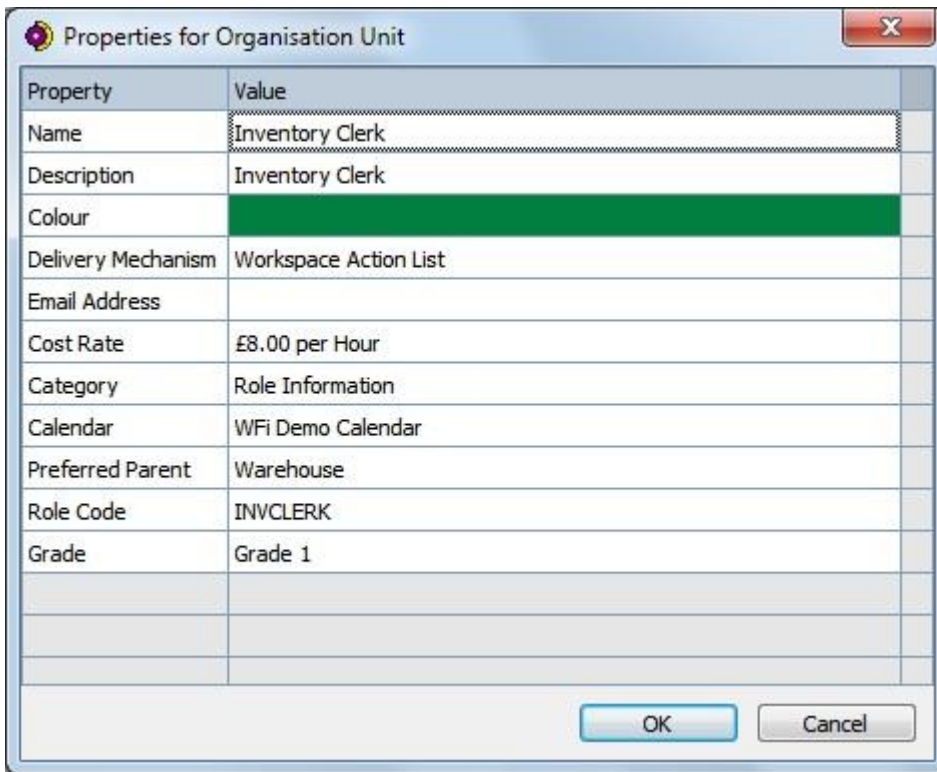 Properties for Organisation Unit
Property Value
Name Inventory Clerk
Description Inventory Clerk
Colour
Delivery Mechanism Workspace Action List
Email Address
Cost Rate £8.00 per Hour
Category Role Information
Calendar WFi Demo Calendar
Preferred Parent Warehouse
Role Code INVCLERK
Grade Grade 1
OK Cancel